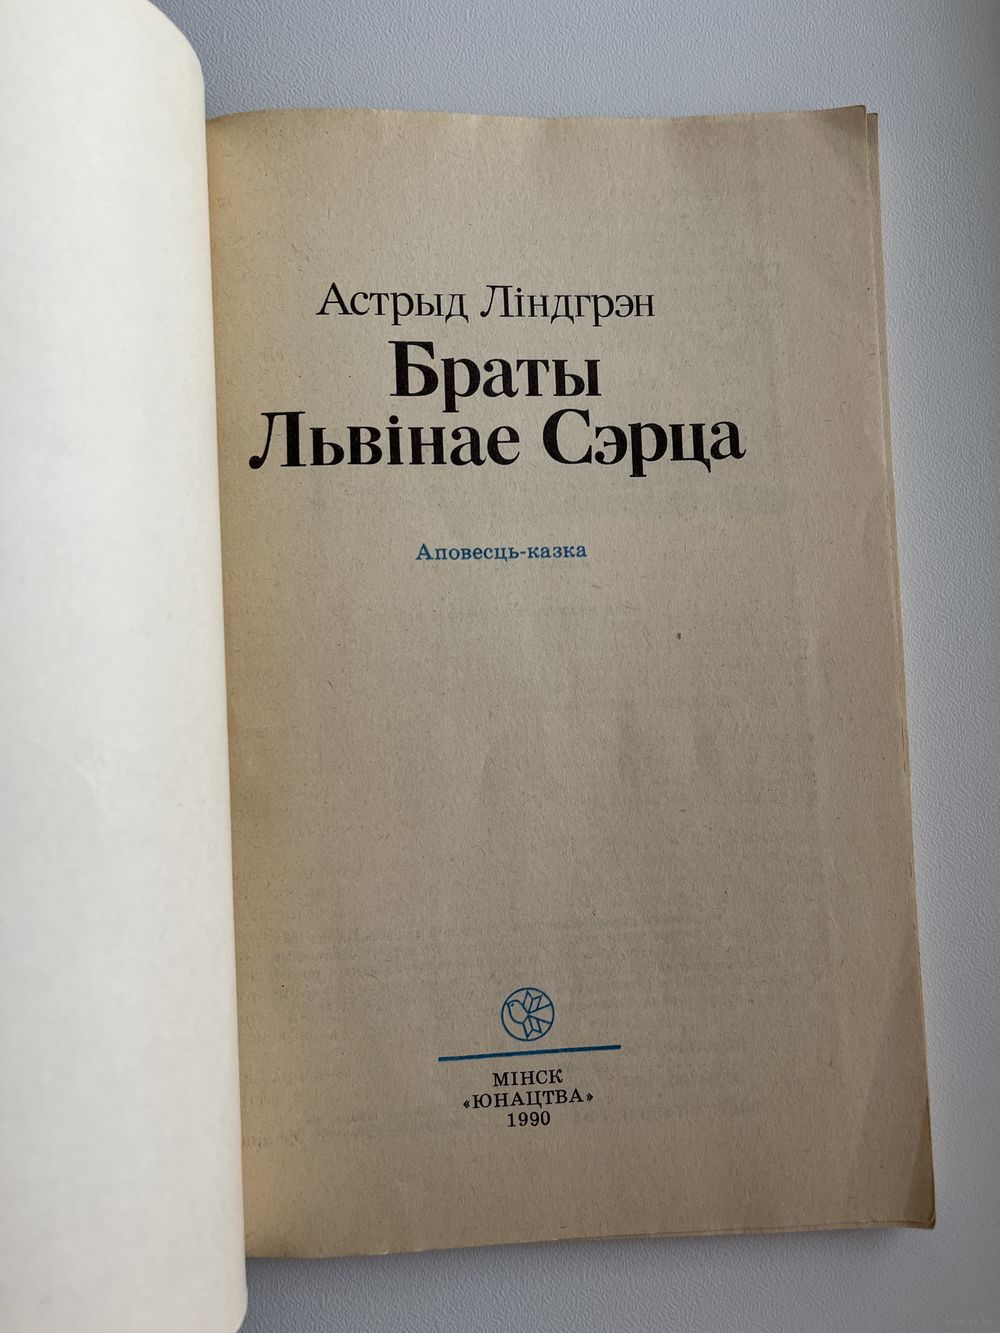 Астрыд Ліндгрэн
Браты
Львінае Сэрца
Аповесць-казка
МІНСК
«ЮНАЦТВА»
1990